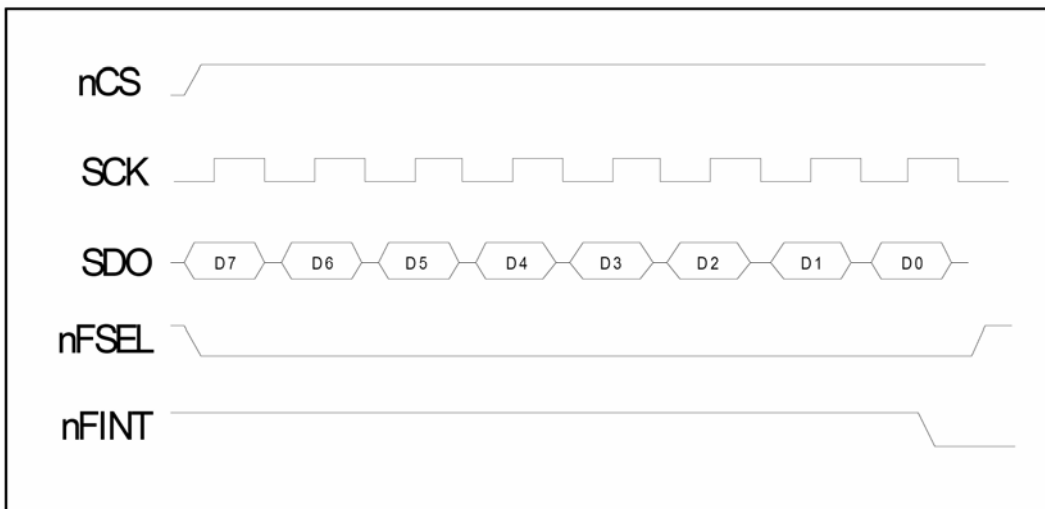 nCS
SCK
SDO D7 D6 D5 D4 D3 D2 D1 D0
nFSEL
nFINT